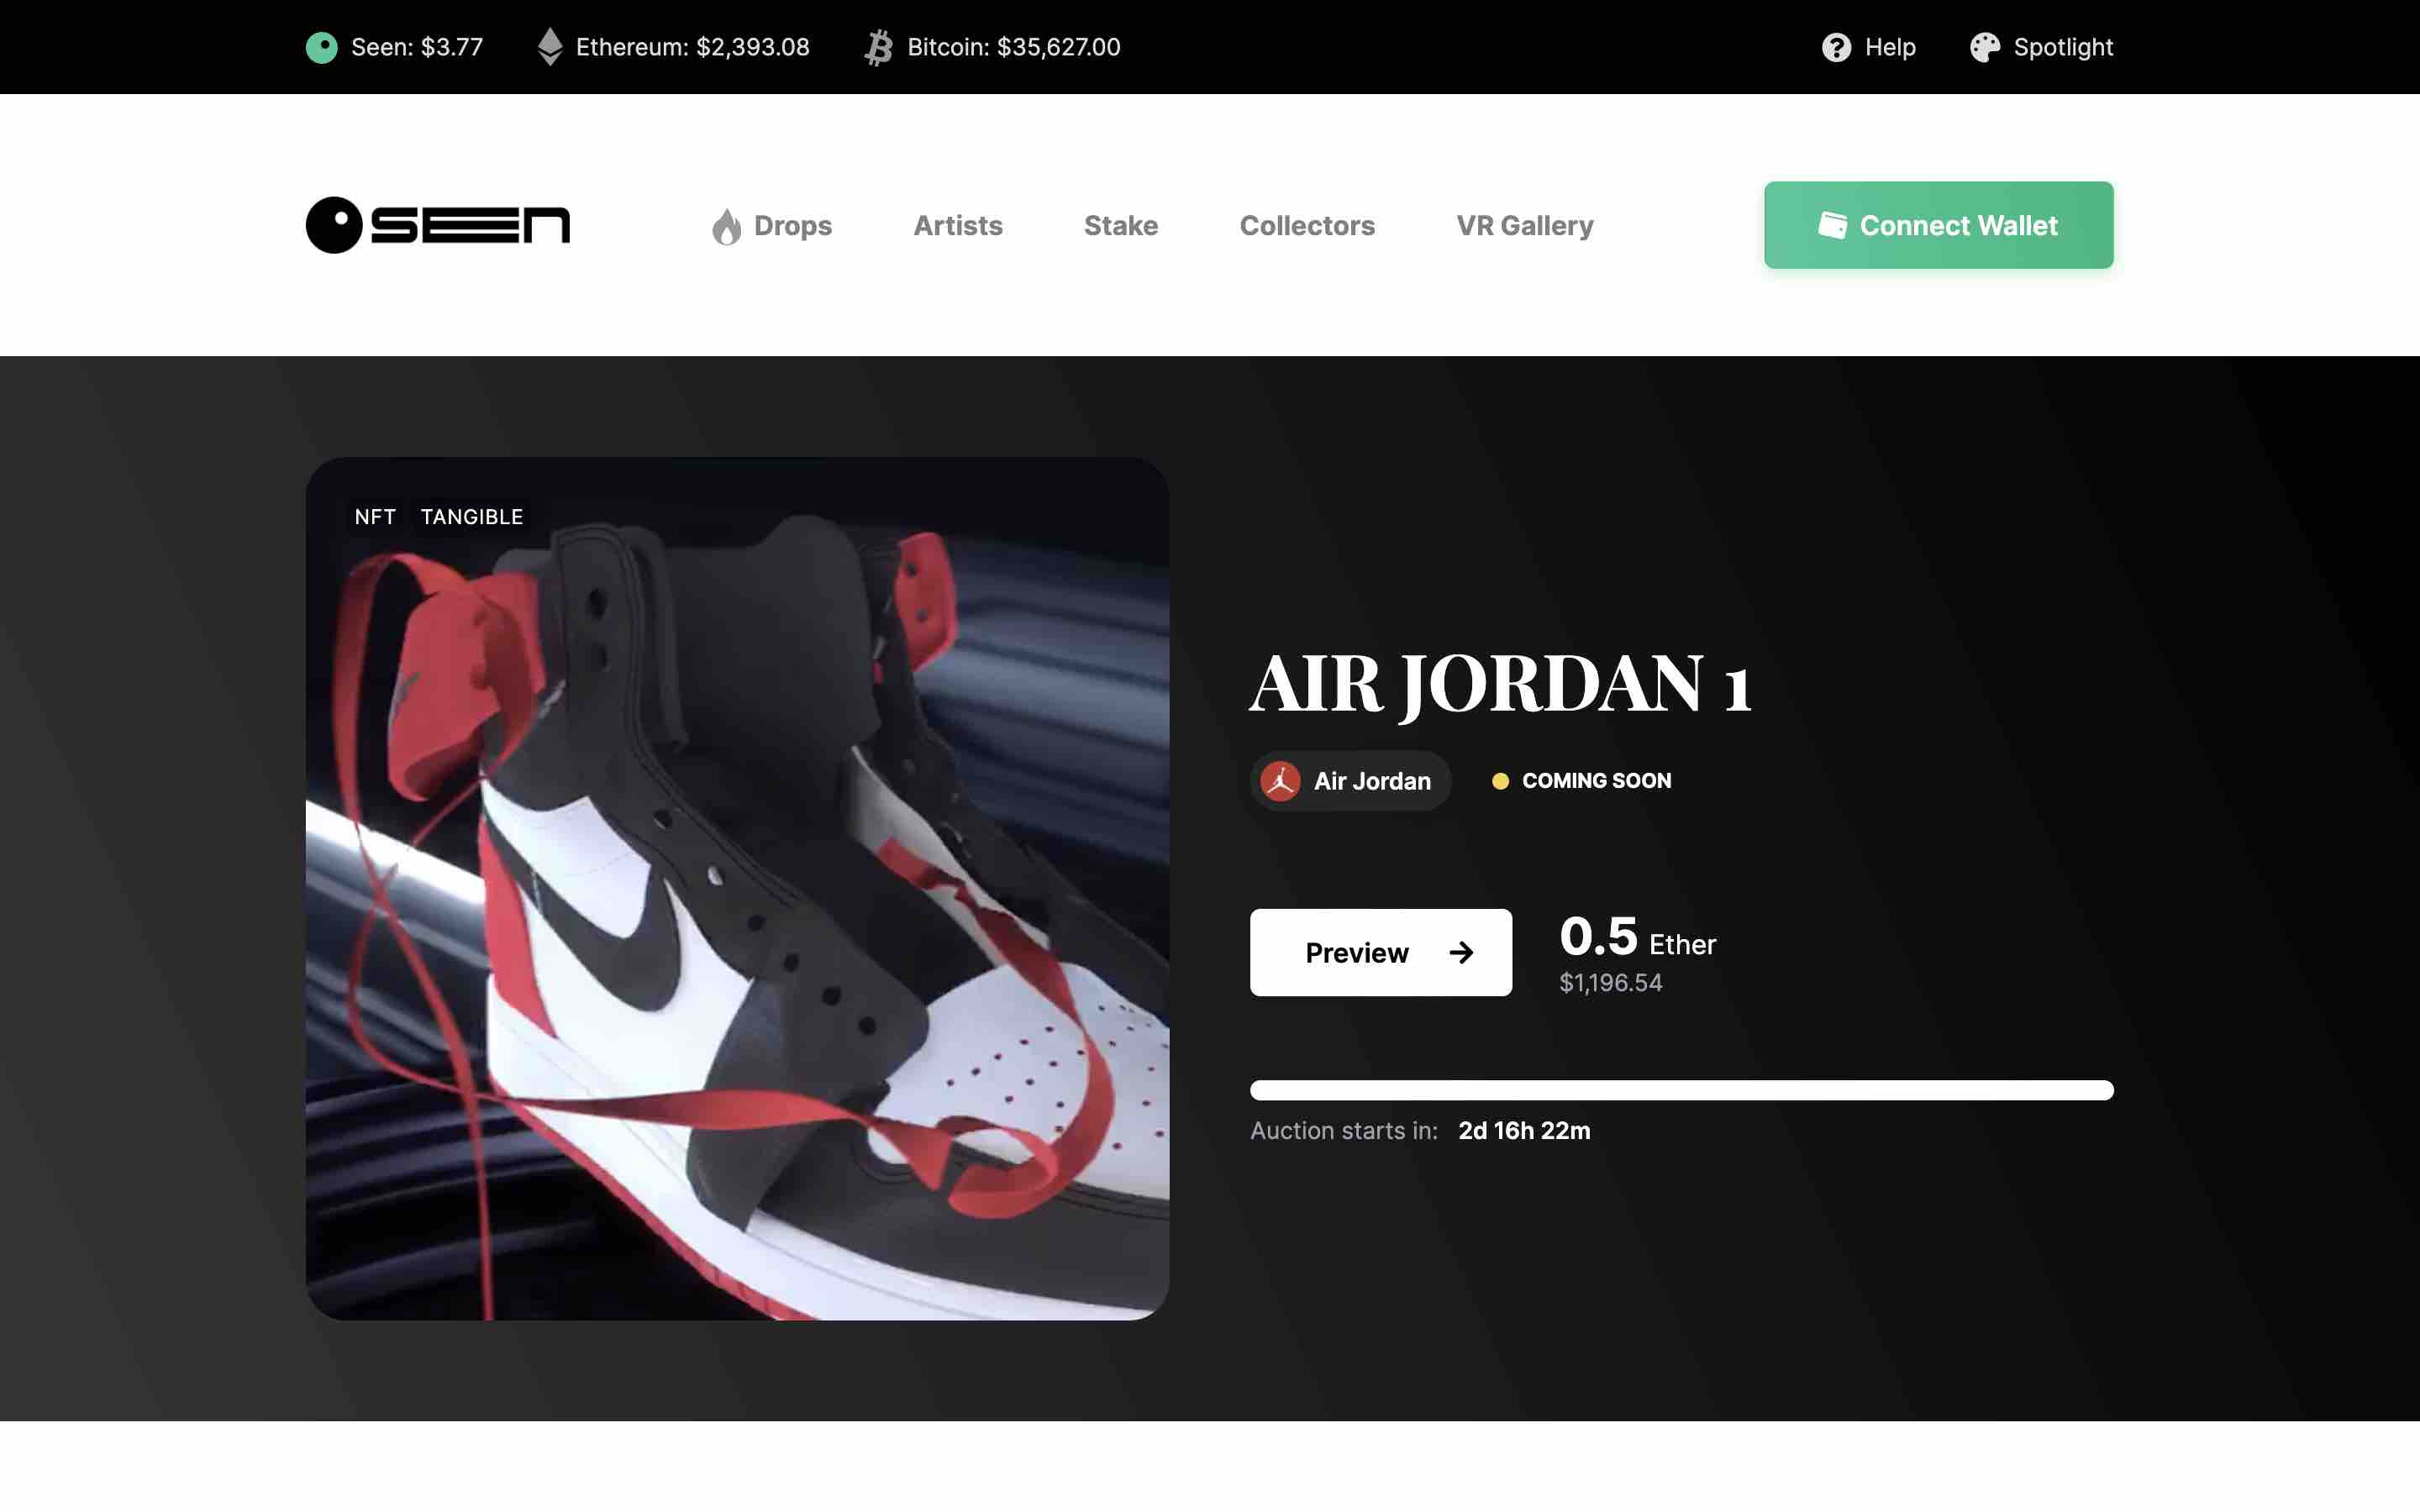 Seen: $3.77 Ethereum: $2,393.08 Bitcoin: $35,627.00 Help Spotlight
SEEN Drops Artists Stake Collectors VR Gallery Connect Wallet
NFT TANGIBLE
AIR JORDAN 1
Air Jordan COMING SOON
Preview 0.5 Ether
$1,196.54
Auction starts in: 2d 16h 22m